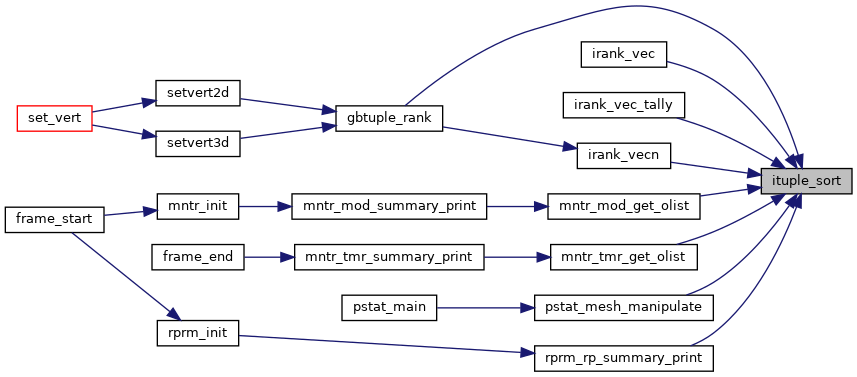 irank_vec
irank_vec_tally
setvert2d
set_vert
gbtuple_rank
setvert3d
irank_vecn
ituple_sort
frame_start
mntr_init
mntr_mod_summary_print
mntr_mod_get_olist
frame_end
mntr_tmr_summary_print
mntr_tmr_get_olist
pstat_main
pstat_mesh_manipulate
rprm_init
rprm_rp_summary_print